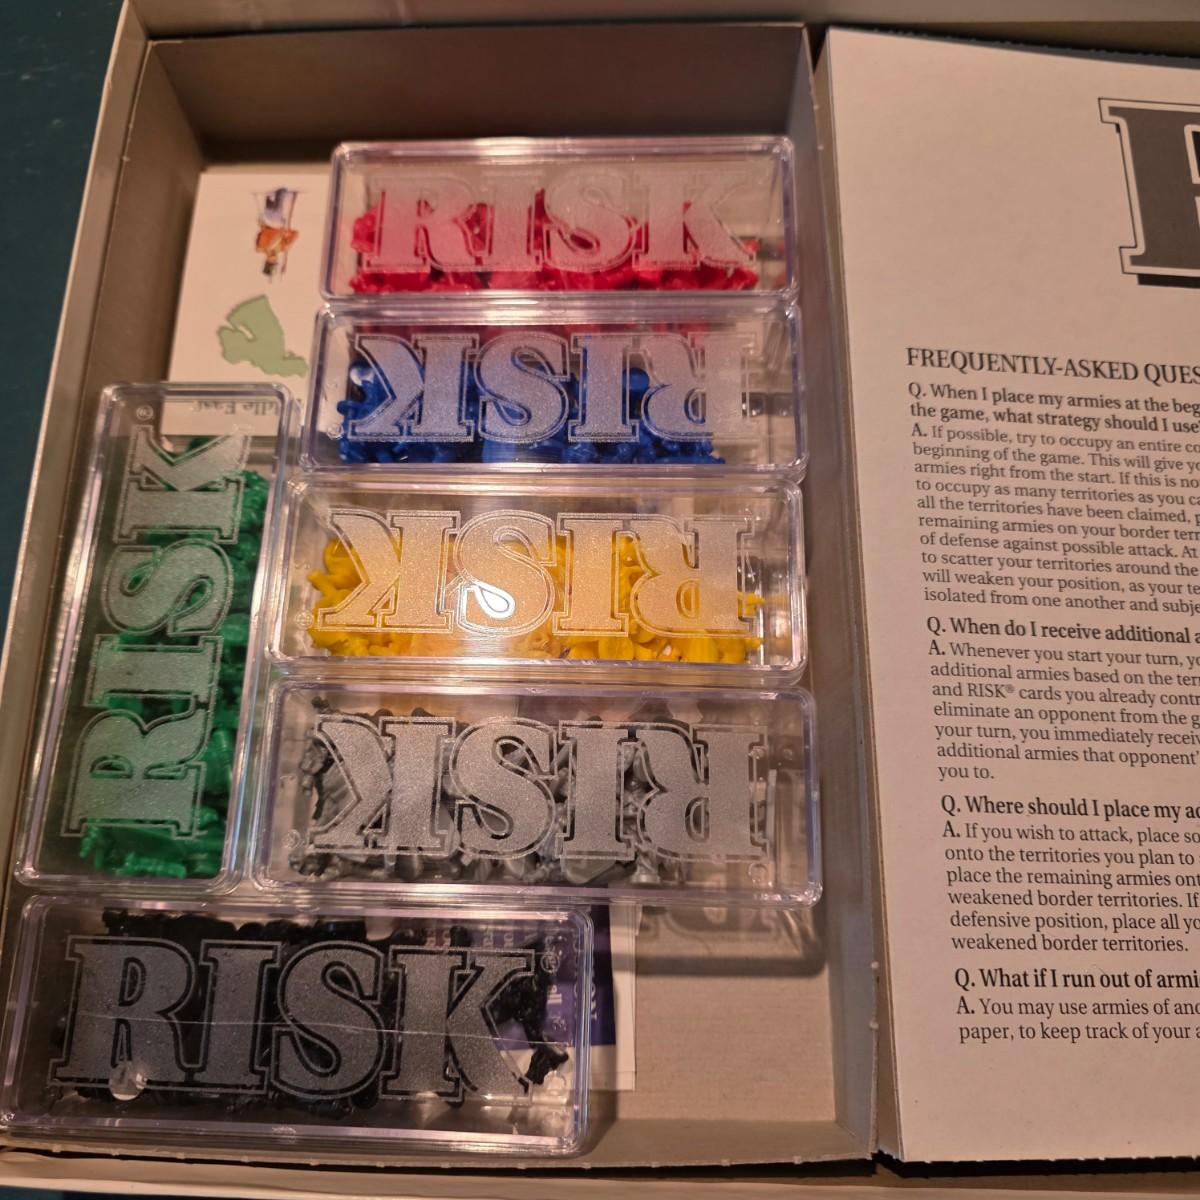 RISK
RISK
RISK
RISK
RISK
RISK
East
FREQUENTLY-ASKED QUES
Q. When I place my armies at the beg
the game, what strategy should I use
A. If possible, try to occupy an entire co
beginning of the game. This will give yo
armies right from the start. If this is no
to occupy as many territories as you ca
all the territories have been claimed,
remaining armies on your border terr
of defense against possible attack. At
to scatter your territories around the
will weaken your position, as your te
isolated from one another and subje
Q. When do I receive additional a
A. Whenever you start your turn, yo
additional armies based on the terr
and RISK® cards you already contr
eliminate an opponent from the g
your turn, you immediately receiv
additional armies that opponent'
you to.
Q. Where should I place my ad
A. If you wish to attack, place so
onto the territories you plan to
place the remaining armies ont
weakened border territories. If
defensive position, place all yo
weakened border territories.
Q. What if I run out of armi
A. You may use armies of ano
paper, to keep track of your a